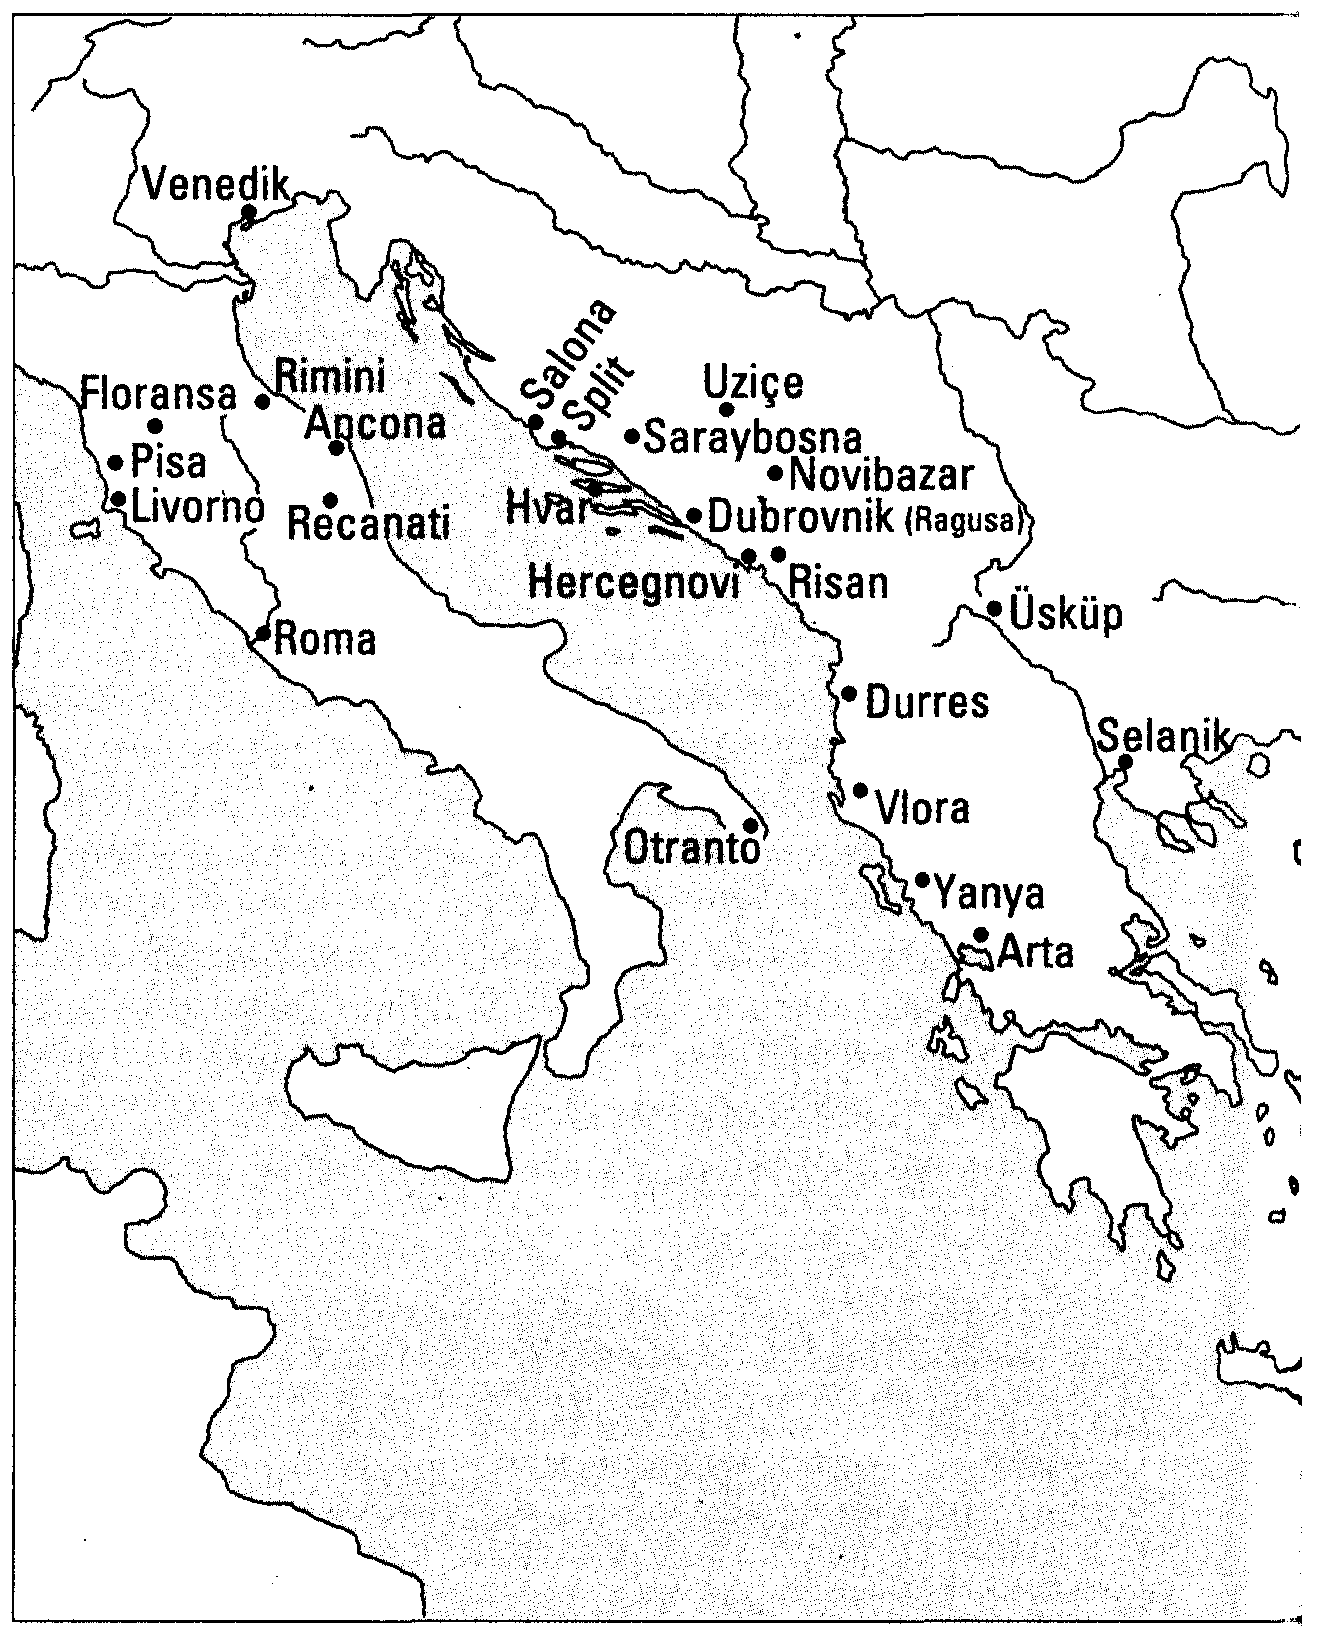 Venedik
Salona
Split
Rimini
Floransa
Ancona
Uziçe
Saraybosna
Pisa
Novibazar
Livorno
Hvar
Recanati
Dubrovnik (Ragusa)
Hercegnovi
Risan
Üsküp
Roma
Durres
Selanik
Vlora
Otranto
Yanya
Arta